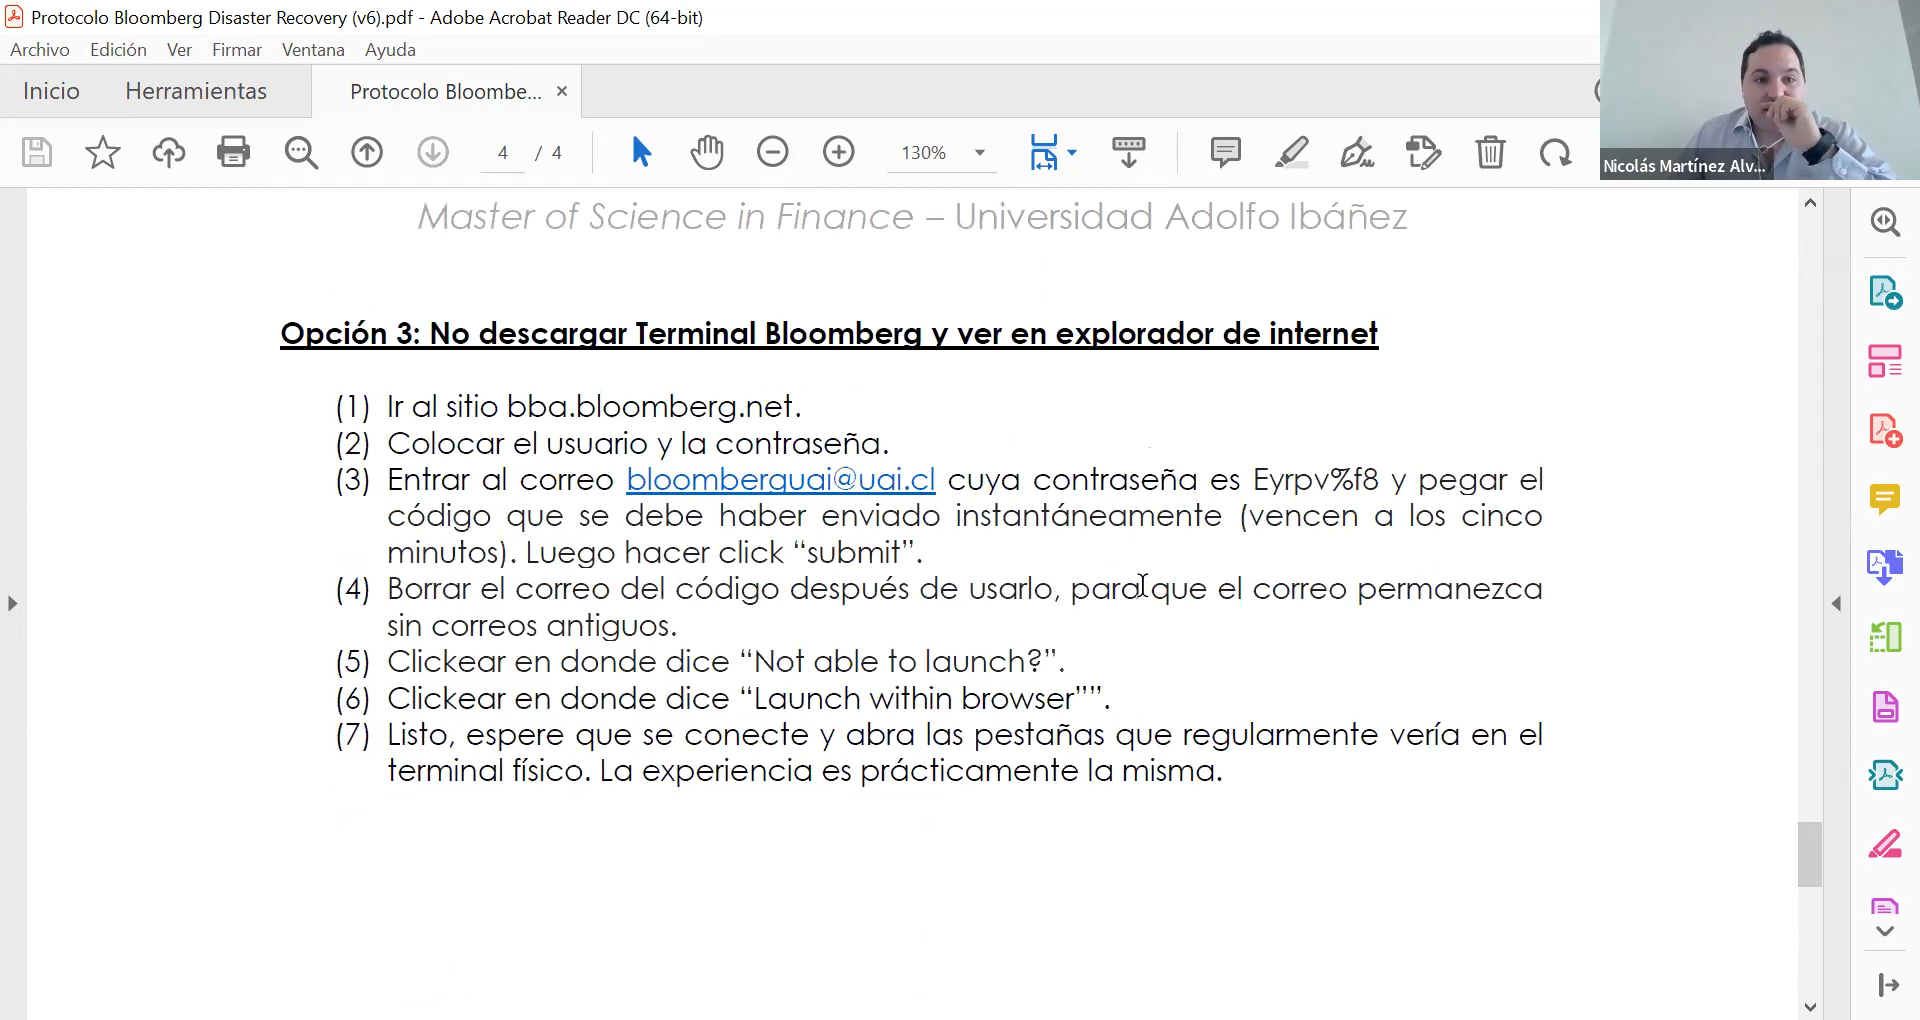 Protocolo Bloomberg Disaster Recovery (v6).pdf - Adobe Acrobat Reader DC (64-bit)
Archivo Edición Ver Firmar Ventana Ayuda
Inicio Herramientas Protocolo Bloombe... ×
4 / 4 130%
Nicolás Martínez Alv...
Master of Science in Finance – Universidad Adolfo Ibáñez
Opción 3: No descargar Terminal Bloomberg y ver en explorador de internet
(1) Ir al sitio bba.bloomberg.net.
(2) Colocar el usuario y la contraseña.
(3) Entrar al correo bloomberguai@uai.cl cuya contraseña es Eyrpv%f8 y pegar el
código que se debe haber enviado instantáneamente (vencen a los cinco
minutos). Luego hacer click “submit”.
(4) Borrar el correo del código después de usarlo, para que el correo permanezca
sin correos antiguos.
(5) Clickear en donde dice “Not able to launch?”.
(6) Clickear en donde dice “Launch within browser””.
(7) Listo, espere que se conecte y abra las pestañas que regularmente vería en el
terminal físico. La experiencia es prácticamente la misma.